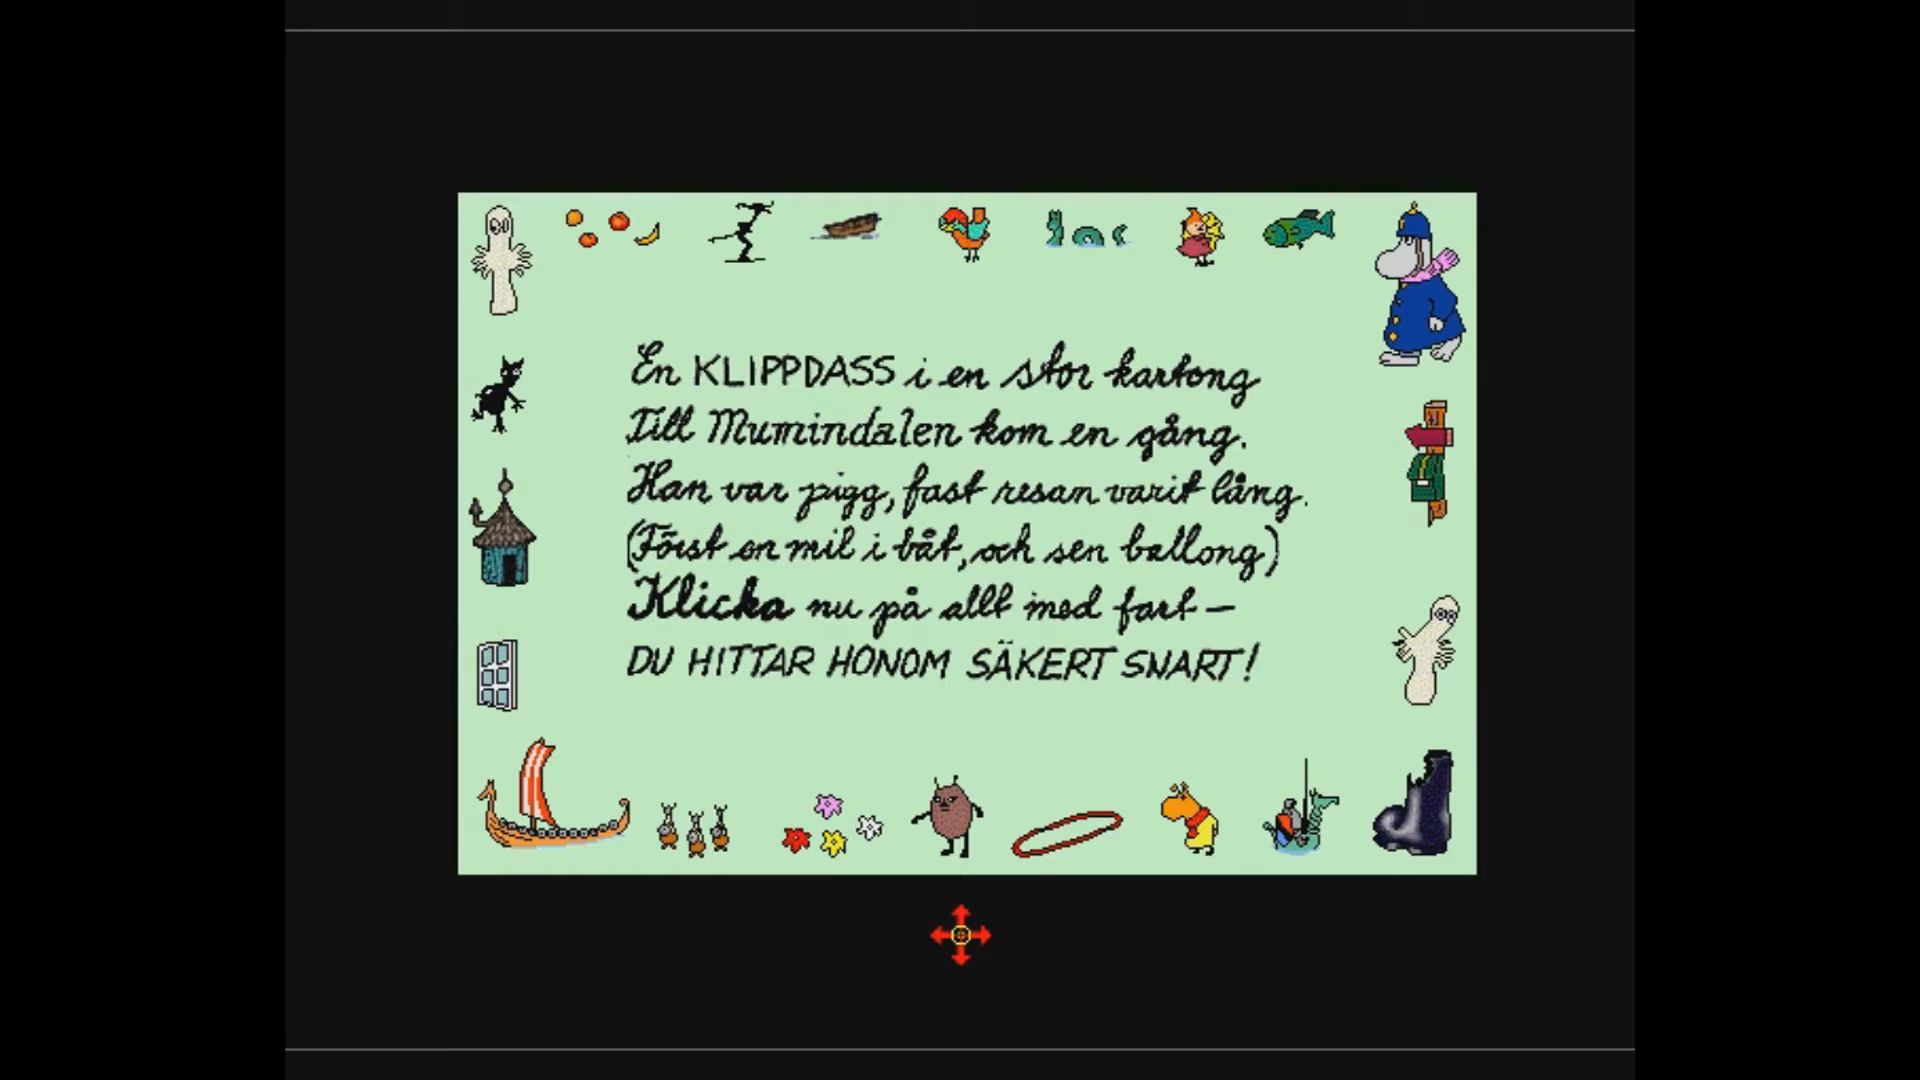 En KLIPPDASS i en stor kartong
Till Mumindalen kom en gång.
Han var pigg, fast resan varit lång.
(Först en mil i båt, och sen ballong)
Klicka nu på allt med fart —
DU HITTAR HONOM SÄKERT SNART!